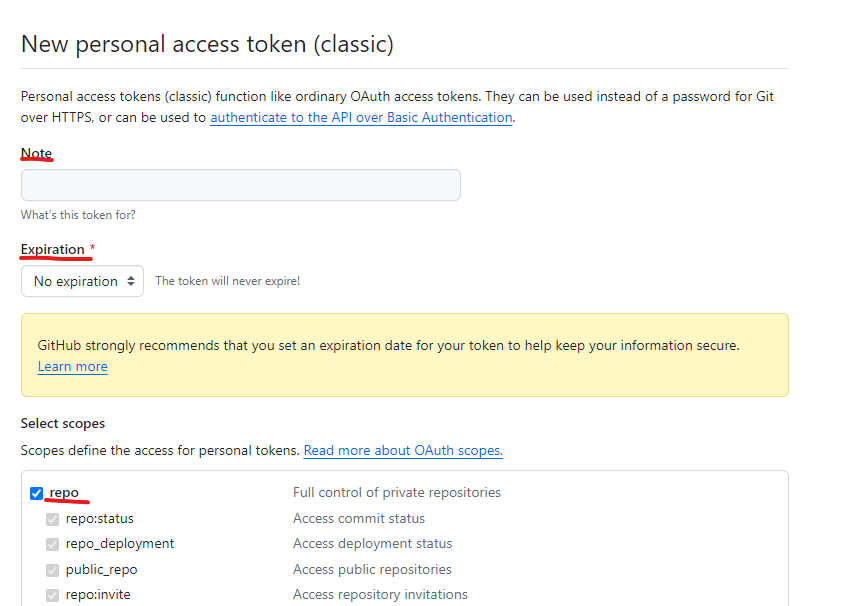 New personal access token (classic)
Personal access tokens (classic) function like ordinary OAuth access tokens. They can be used instead of a password for Git
over HTTPS, or can be used to authenticate to the API over Basic Authentication.
Note
What's this token for?
Expiration *
No expiration The token will never expire!
GitHub strongly recommends that you set an expiration date for your token to help keep your information secure.
Learn more
Select scopes
Scopes define the access for personal tokens. Read more about OAuth scopes.
repo Full control of private repositories
repo:status Access commit status
repo_deployment Access deployment status
public_repo Access public repositories
repo:invite Access repository invitations